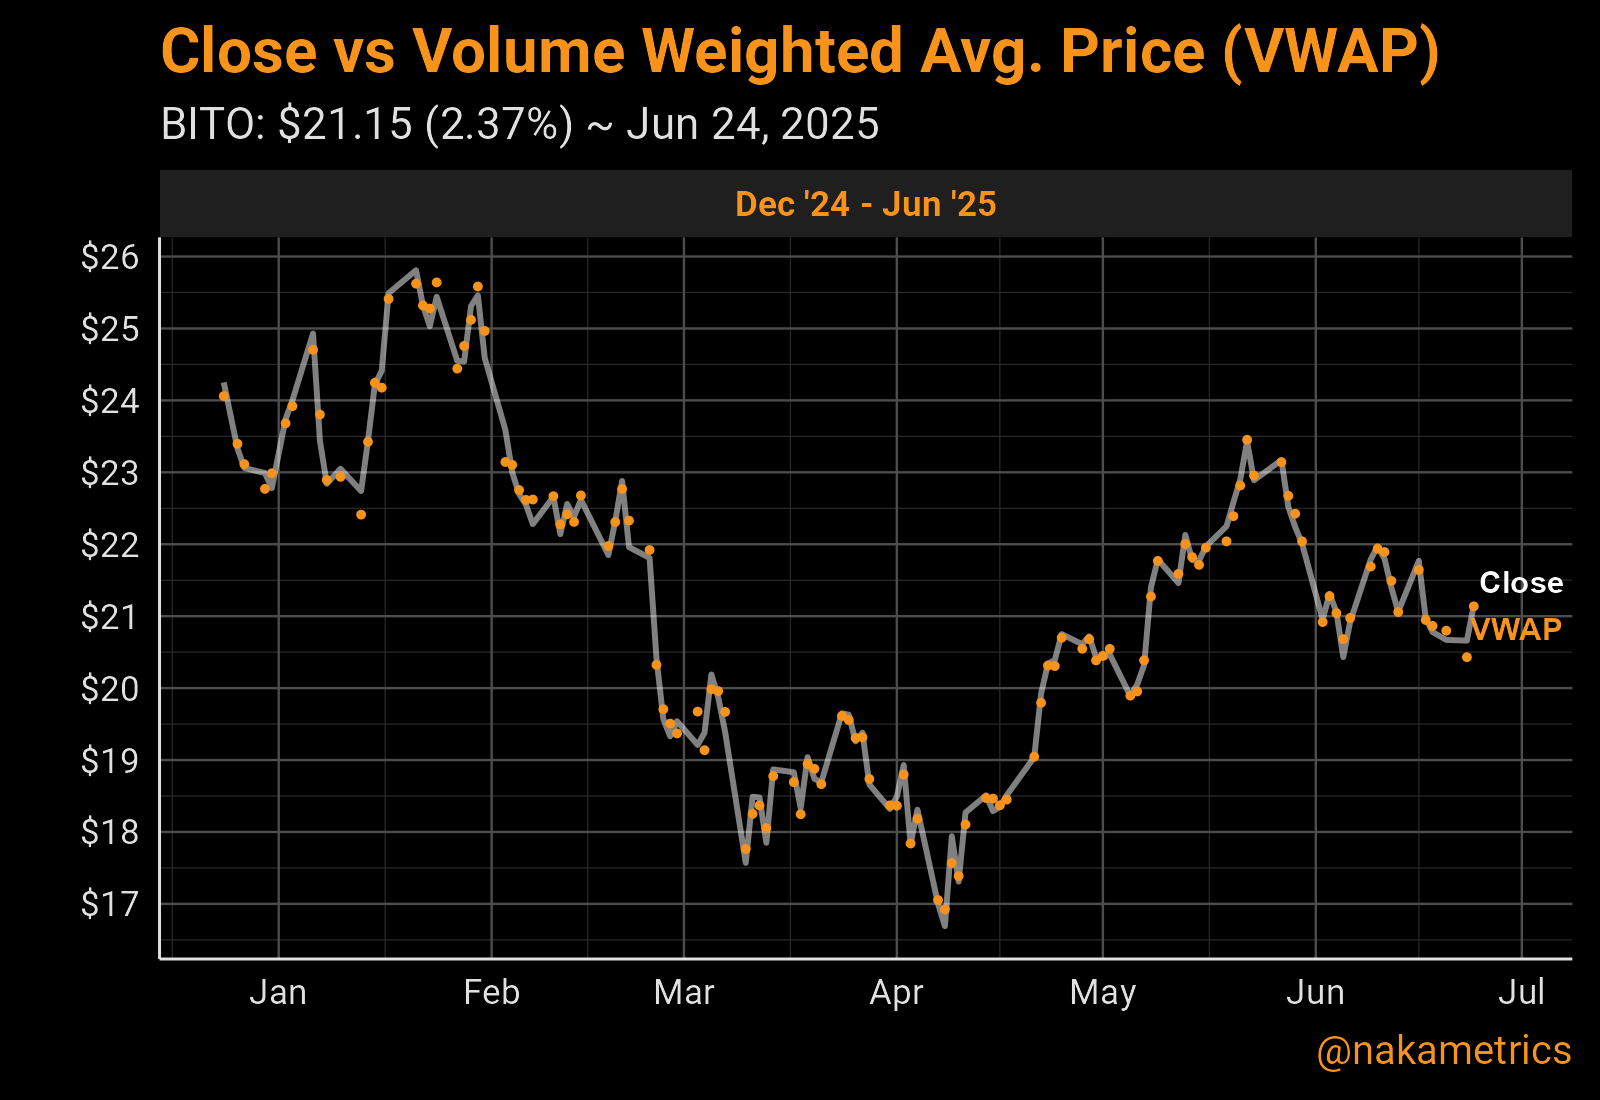 Close vs Volume Weighted Avg. Price (VWAP)
BITO: $21.15 (2.37%) ~ Jun 24, 2025
Dec '24 - Jun '25
$26
$25
$24
$23
$22
$21
$20
$19
$18
$17
Close
VWAP
Jan Feb Mar Apr May Jun Jul
@nakametrics